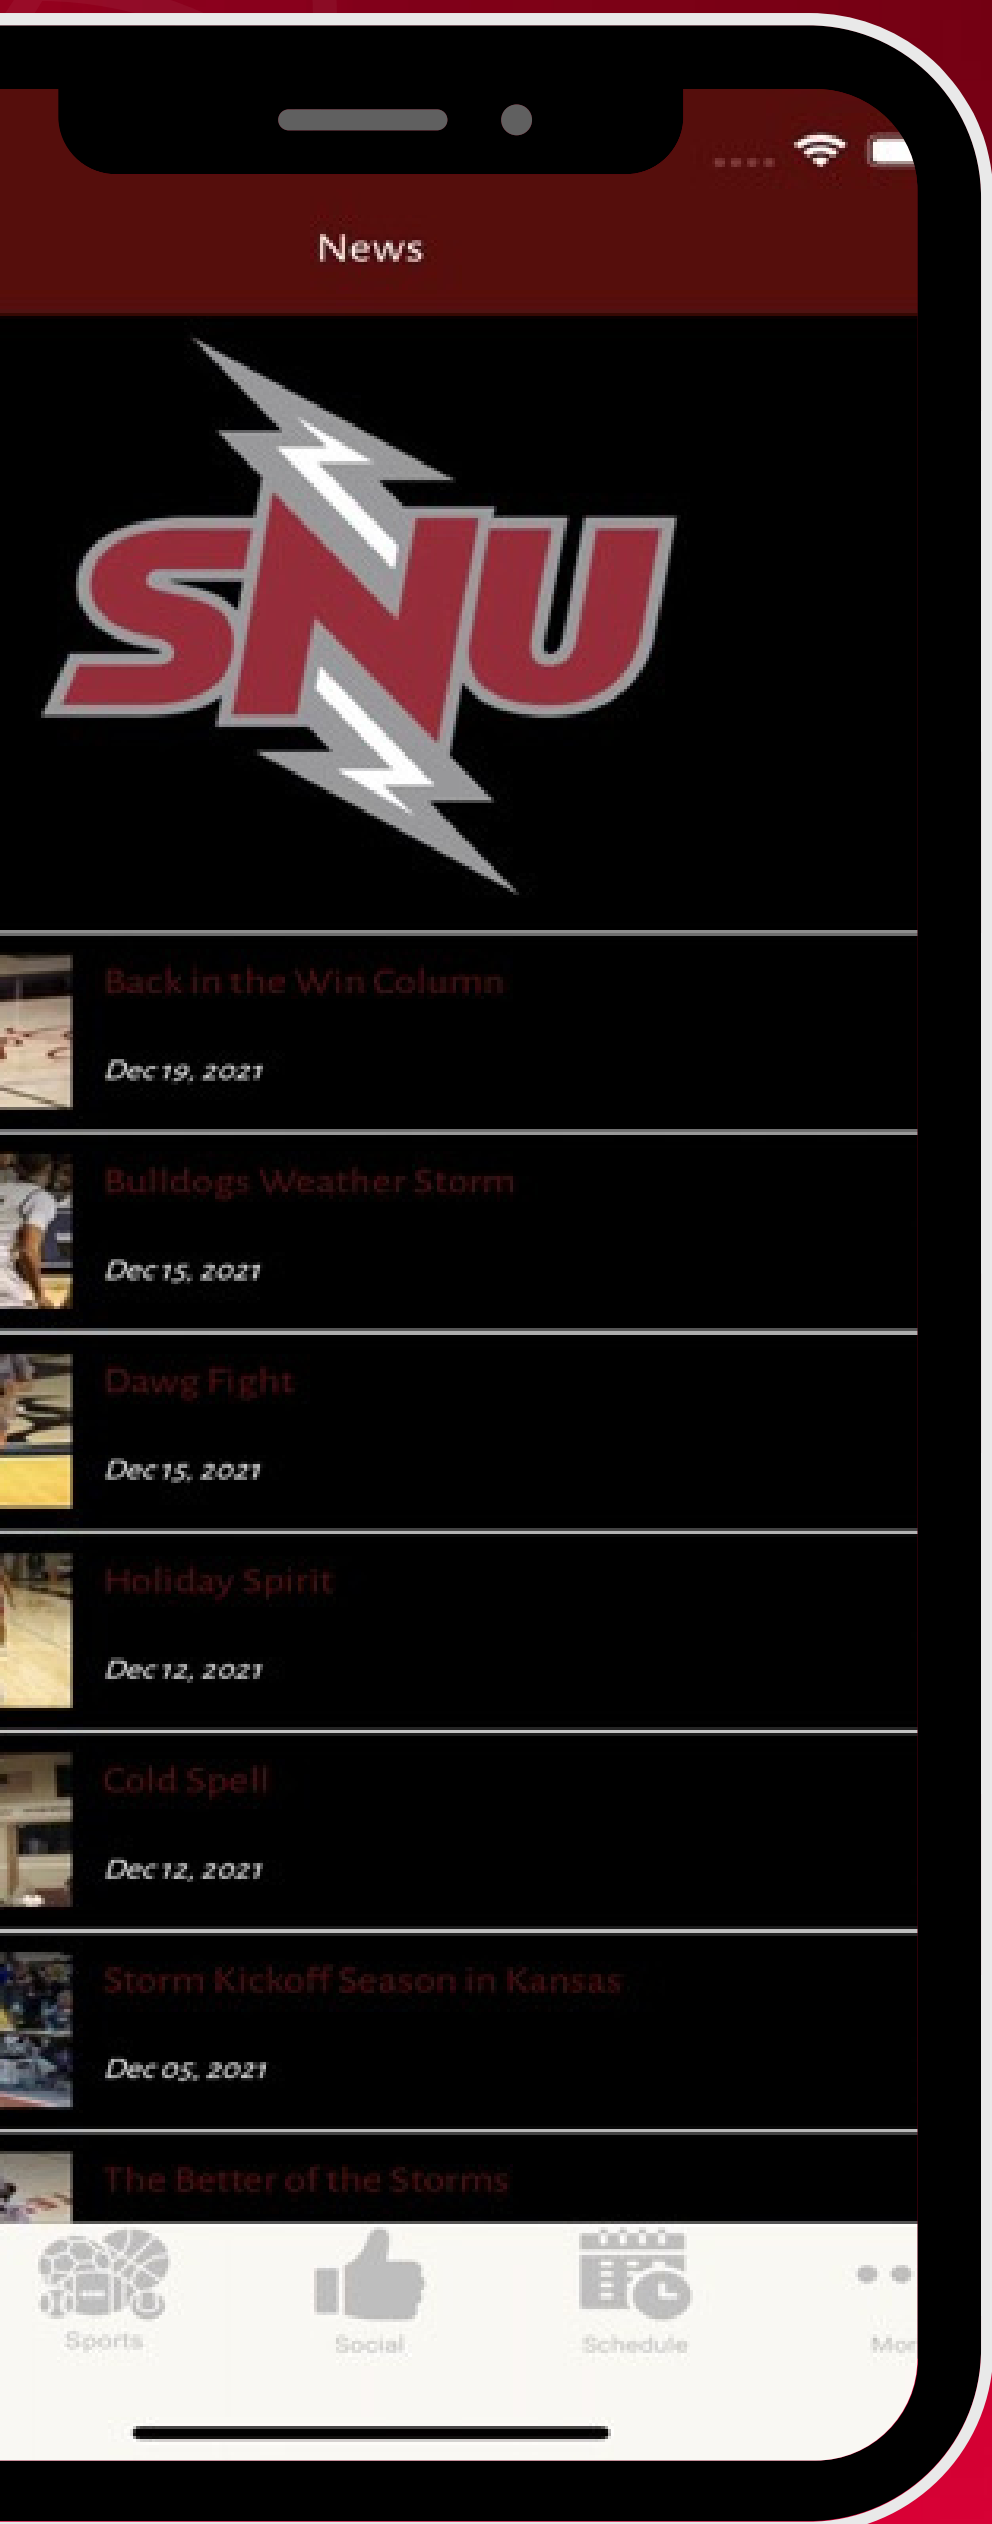 News
SNU
Back in the Win Column
Dec 19, 2021
Bulldogs Weather Storm
Dec 15, 2021
Dawg Fight
Dec 15, 2021
Holiday Spirit
Dec 12, 2021
Cold Spell
Dec 12, 2021
Storm Kickoff Season in Kansas
Dec 05, 2021
The Better of the Storms
Sports
Social
Schedule
Mor